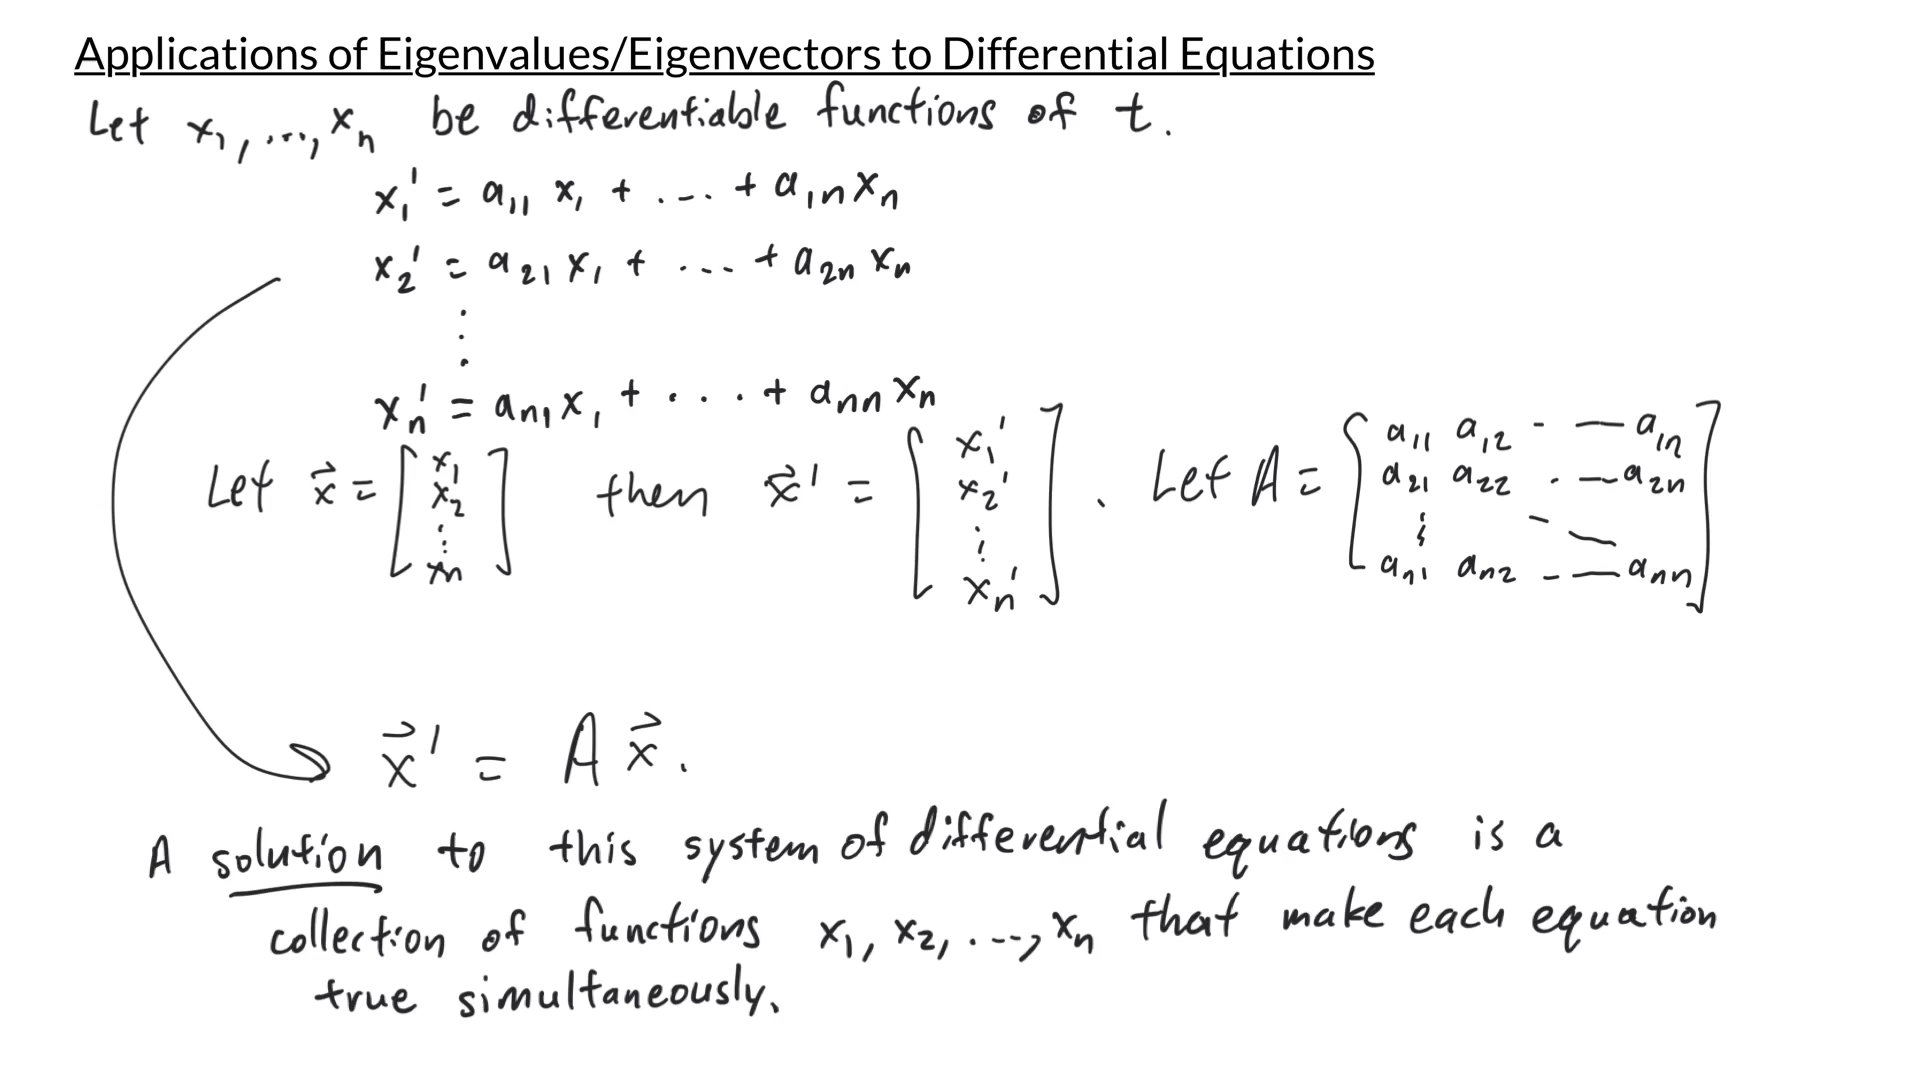 Applications of Eigenvalues/Eigenvectors to Differential Equations
Let x₁, ..., xₙ be differentiable functions of t.
x₁' = a₁₁ x₁ + ... + a₁ₙ xₙ
x₂' = a₂₁ x₁ + ... + a₂ₙ xₙ
⋮
xₙ' = aₙ₁ x₁ + ... + aₙₙ xₙ
Let x⃗ = [x₁ x₂ ⋮ xₙ] then x⃗' = [x₁' x₂' ⋮ xₙ']. Let A = [a₁₁ a₁₂ ... a₁ₙ a₂₁ a₂₂ ... a₂ₙ ⋮ aₙ₁ aₙ₂ ... aₙₙ]
x⃗' = A x⃗.
A solution to this system of differential equations is a
collection of functions x₁, x₂, ..., xₙ that make each equation
true simultaneously.